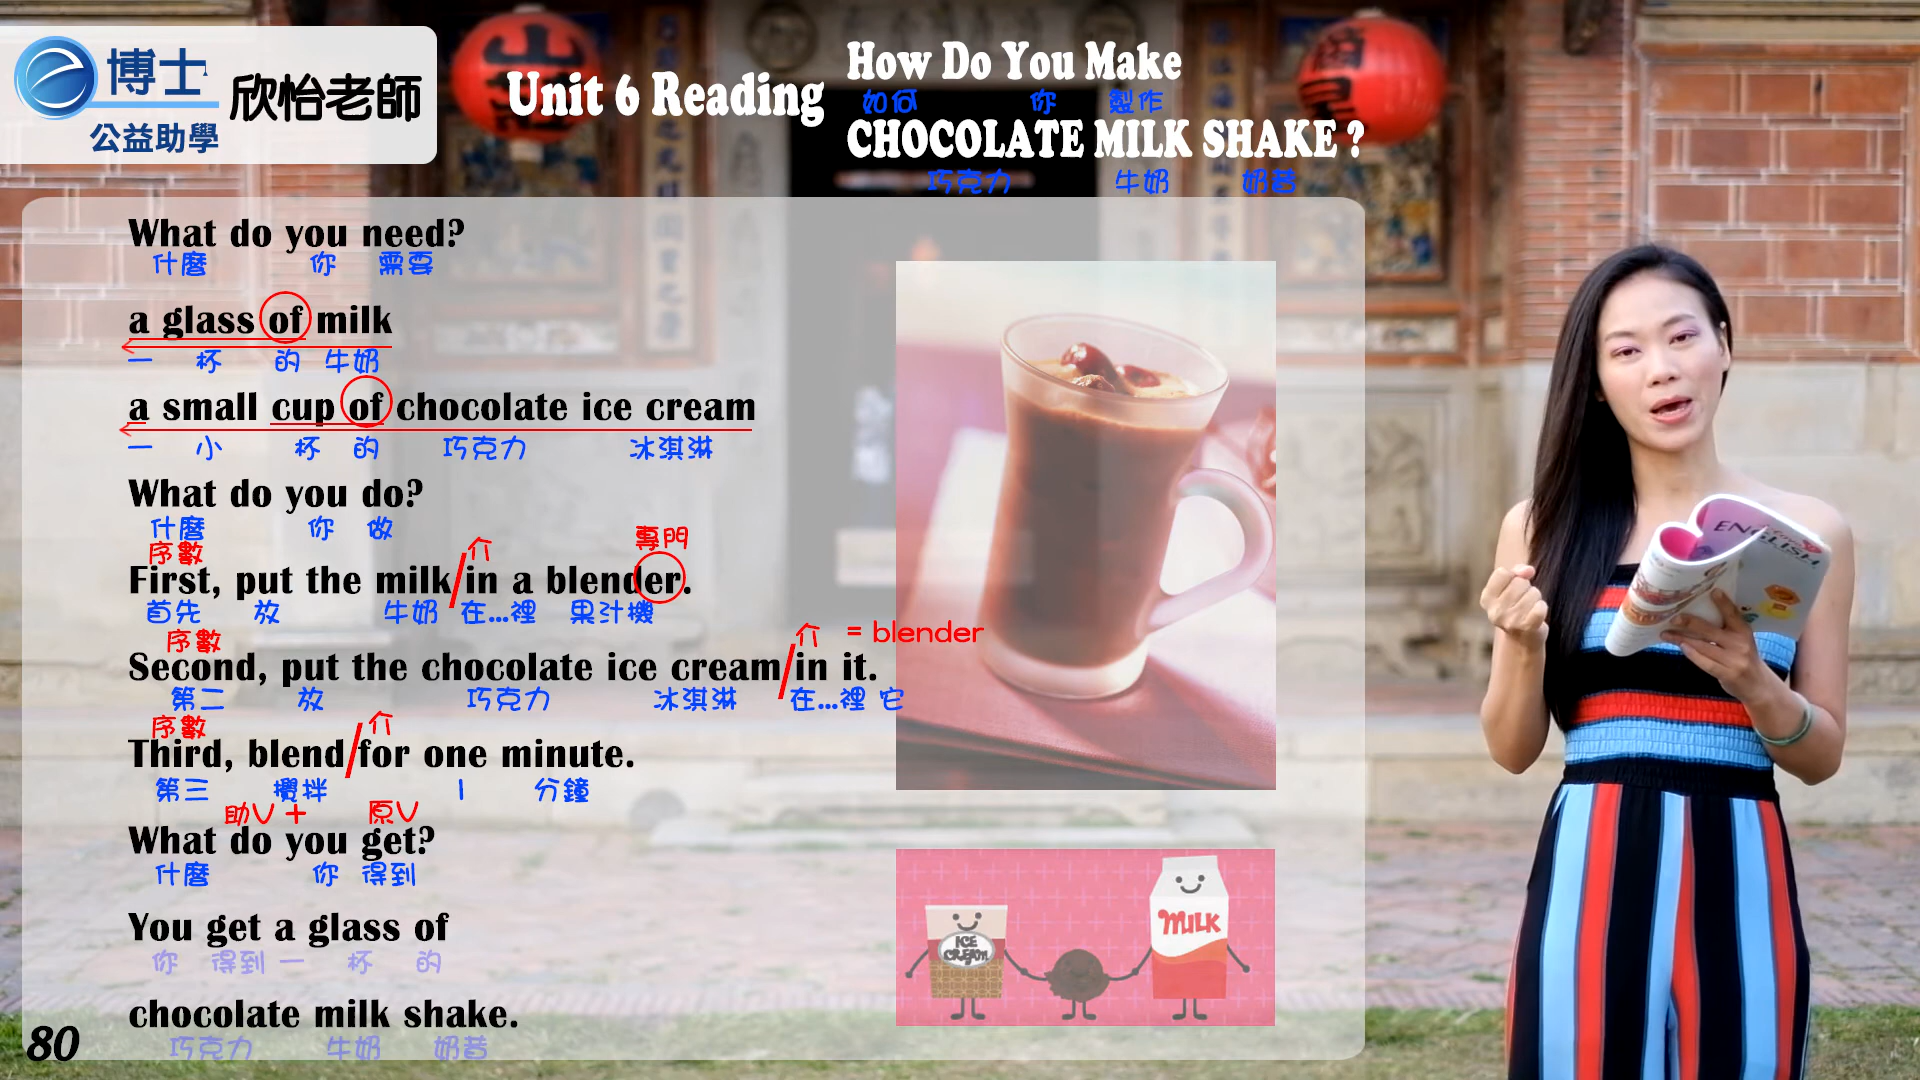 博士
公益助學
欣怡老師
Unit 6 Reading
How Do You Make
如何 你 製作
CHOCOLATE MILK SHAKE ?
巧克力 牛奶 奶昔
What do you need?
什麼 你 需要
a glass of milk
一 杯 的 牛奶
a small cup of chocolate ice cream
一 小 杯 的 巧克力 冰淇淋
What do you do?
什麼 你 做
序數 介 專門
First, put the milk/in a blender.
首先 放 牛奶 在...裡 果汁機
序數 介 = blender
Second, put the chocolate ice cream/in it.
第二 放 巧克力 冰淇淋 在...裡 它
序數 介
Third, blend/for one minute.
第三 攪拌 1 分鐘
助V + 原V
What do you get?
什麼 你 得到
You get a glass of
你 得到 一 杯 的
chocolate milk shake.
巧克力 牛奶 奶昔
80
ICE
CREAM
MILK
ENGLISH